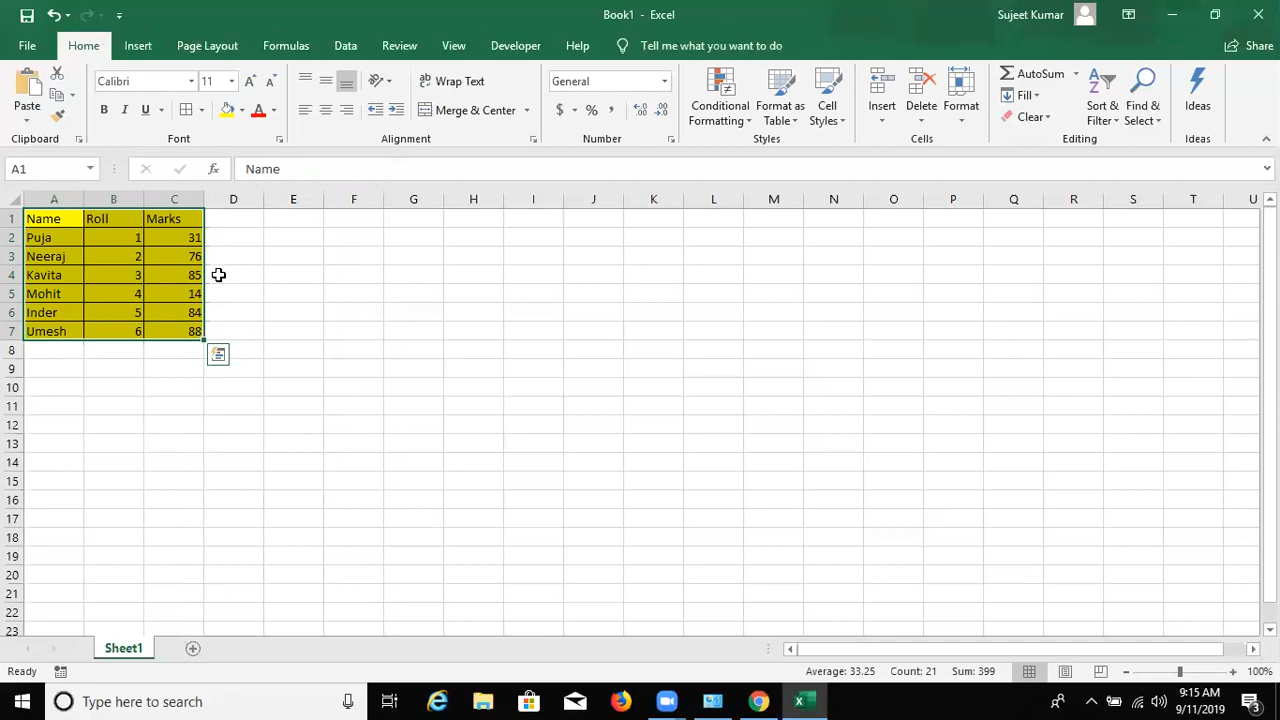 Book1 - Excel
Sujeet Kumar
File Home Insert Page Layout Formulas Data Review View Developer Help Tell me what you want to do Share
Paste
Clipboard
Calibri 11
B I U
Font
Wrap Text
Merge & Center
Alignment
General
$ % ,
Number
Conditional Formatting
Format as Table
Cell Styles
Styles
Insert Delete Format
Cells
AutoSum
Fill
Clear
Sort & Filter
Find & Select
Editing
Ideas
Ideas
A1 fx Name
A B C D E F G H I J K L M N O P Q R S T U
1 Name Roll Marks
2 Puja 1 31
3 Neeraj 2 76
4 Kavita 3 85
5 Mohit 4 14
6 Inder 5 84
7 Umesh 6 88
8
9
10
11
12
13
14
15
16
17
18
19
20
21
22
23
Sheet1
Ready Average: 33.25 Count: 21 Sum: 399 100%
Type here to search
9:15 AM
9/11/2019
3